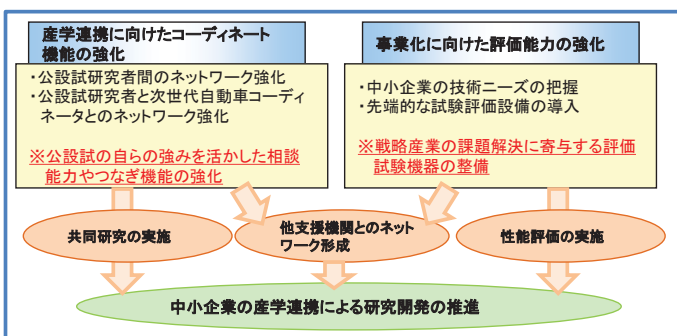 産学連携に向けたコーディネート
機能の強化
・公設試研究者間のネットワーク強化
・公設試研究者と次世代自動車コーディ
ネータとのネットワーク強化
※公設試の自らの強みを活かした相談
能力やつなぎ機能の強化
事業化に向けた評価能力の強化
・中小企業の技術ニーズの把握
・先端的な試験評価設備の導入
※戦略産業の課題解決に寄与する評価
試験機器の整備
共同研究の実施
他支援機関とのネット
ワーク形成
性能評価の実施
中小企業の産学連携による研究開発の推進